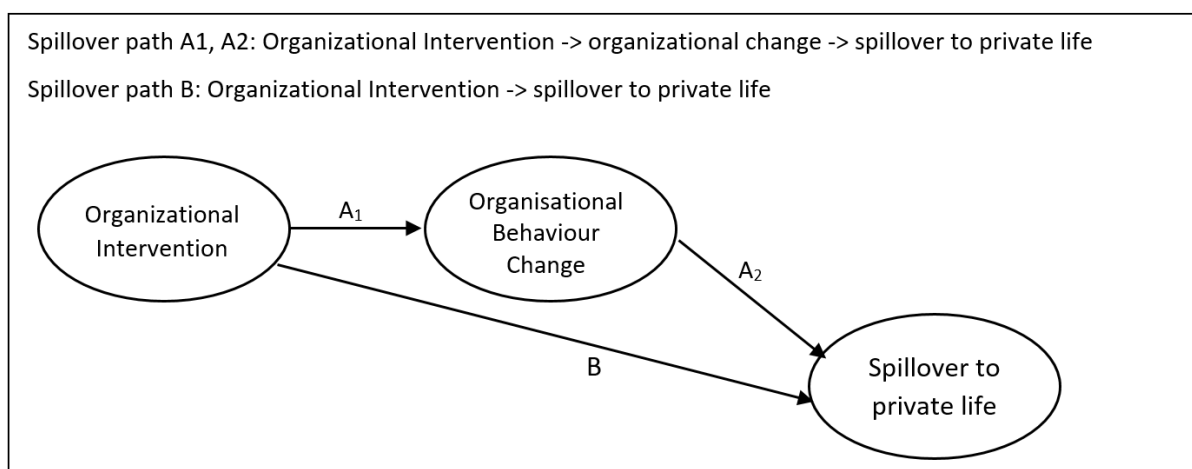 Spillover path A1, A2: Organizational Intervention -> organizational change -> spillover to private life
Spillover path B: Organizational Intervention -> spillover to private life
Organizational
Intervention
A₁
Organisational
Behaviour
Change
A₂
B
Spillover to
private life